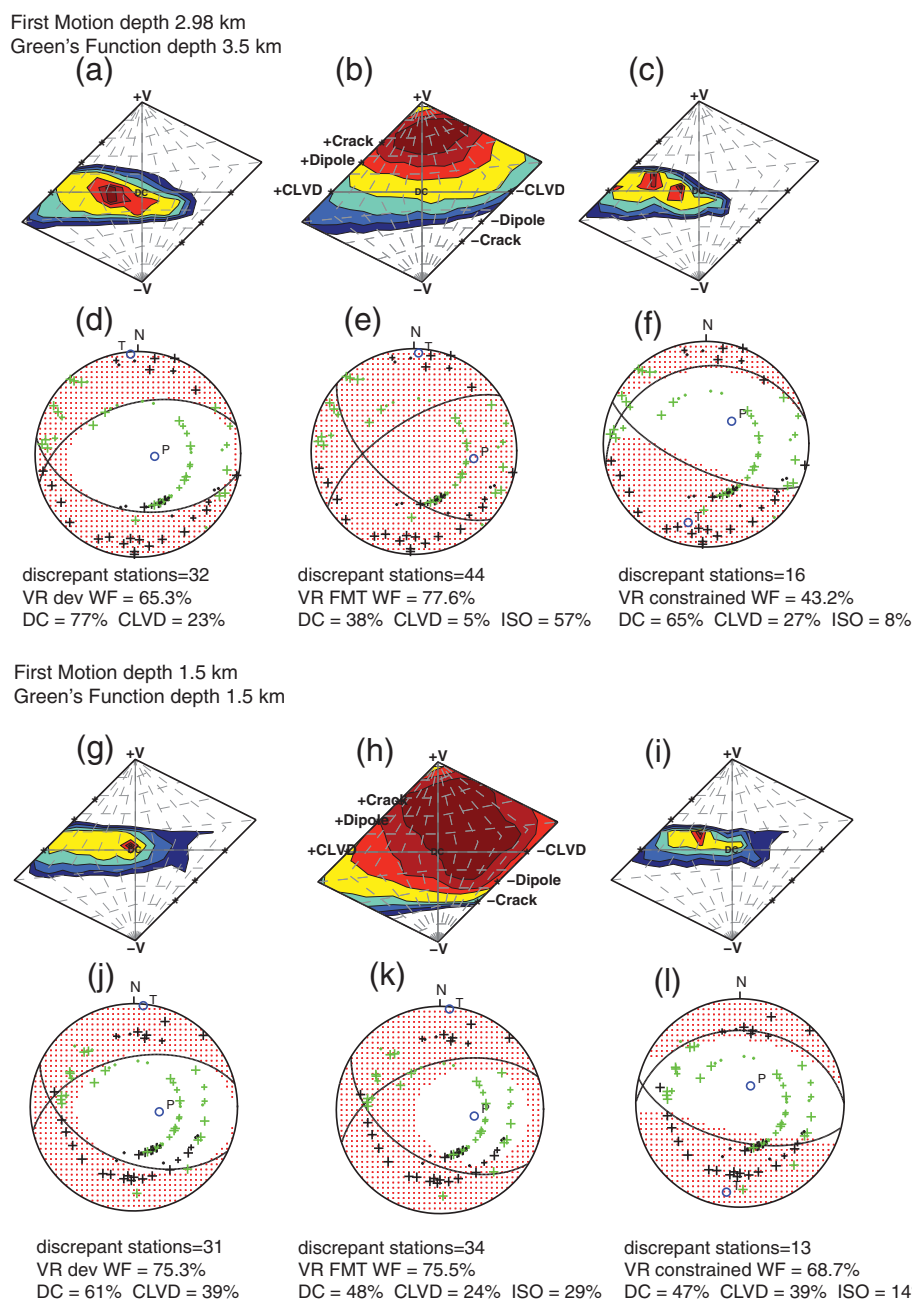 First Motion depth 2.98 km
Green's Function depth 3.5 km
(a) (b) (c)
+V +V +V
+Crack
+Dipole
+CLVD
DC DC DC
−CLVD
−Dipole
−Crack
−V −V −V
(d) (e) (f)
T N N T N
P P P
T
discrepant stations=32 discrepant stations=44 discrepant stations=16
VR dev WF = 65.3% VR FMT WF = 77.6% VR constrained WF = 43.2%
DC = 77% CLVD = 23% DC = 38% CLVD = 5% ISO = 57% DC = 65% CLVD = 27% ISO = 8%
First Motion depth 1.5 km
Green's Function depth 1.5 km
(g) (h) (i)
+V +V +V
+Crack
+Dipole
+CLVD
DC DC DC
−CLVD
−Dipole
−Crack
−V −V −V
(j) (k) (l)
N T N T N
P P P
T
discrepant stations=31 discrepant stations=34 discrepant stations=13
VR dev WF = 75.3% VR FMT WF = 75.5% VR constrained WF = 68.7%
DC = 61% CLVD = 39% DC = 48% CLVD = 24% ISO = 29% DC = 47% CLVD = 39% ISO = 14